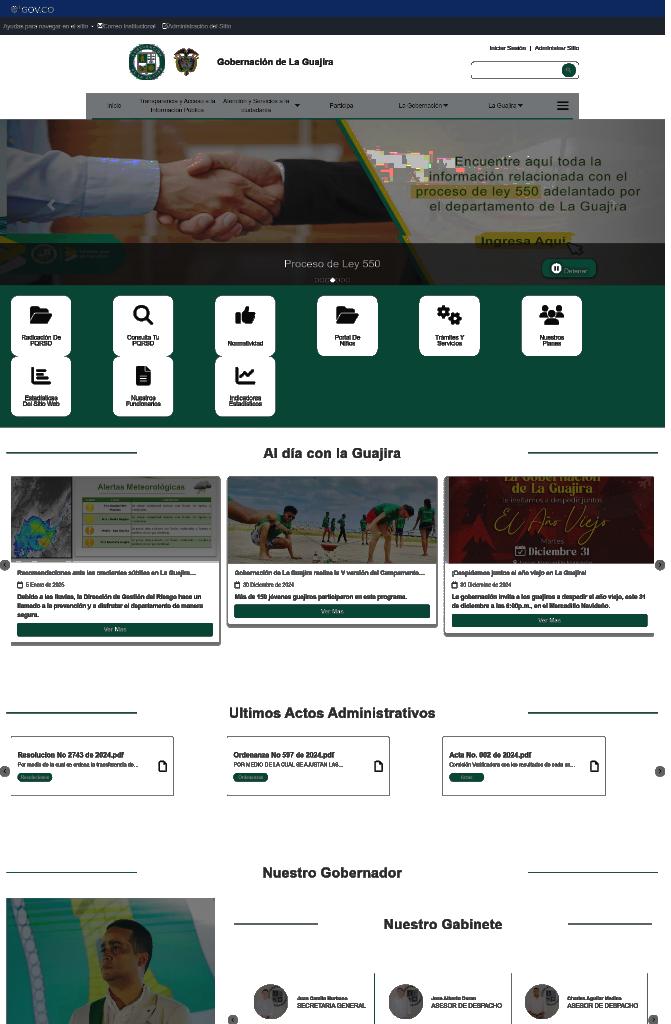 GOV.CO
Ayudas para navegar en el sitio
Correo Institucional
Administración del Sitio
Iniciar Sesión | Administrar Sitio
Gobernación de La Guajira
Inicio
Transparencia y Acceso a la
Información Pública
Atención y Servicios a la
ciudadanía
Participa
La Gobernación
La Guajira
Encuentre aquí toda la
información relacionada con el
proceso de ley 550 adelantado por
el departamento de La Guajira
Ingresa Aquí
Proceso de Ley 550
Detener
Radicación De
PQRSD
Consulta Tu
PQRSD
Normatividad
Portal De
Niños
Trámites Y
Servicios
Nuestros
Planes
Estadísticas
Del Sitio Web
Nuestros
Funcionarios
Indicadores
Estadísticos
Al día con la Guajira
Alertas Meteorológicas
La Gobernación
de La Guajira
te invitamos a despedir juntos
El Año Viejo
Martes
Diciembre 31
Recomendaciones ante las crecientes súbitas en La Guajira...
5 Enero de 2025
Debido a las lluvias, la Dirección de Gestión del Riesgo hace un
llamado a la prevención y a disfrutar el departamento de manera
segura.
Ver Mas
Gobernación de La Guajira realiza la V versión del Campamento...
30 Diciembre de 2024
Más de 150 jóvenes guajiros participaron en este programa.
Ver Mas
¡Despidamos juntos el año viejo en La Guajira!
30 Diciembre de 2024
La gobernación invita a los guajiros a despedir el año viejo, este 31
de diciembre a las 5:00p.m., en el Mercadillo Navideño.
Ver Mas
Ultimos Actos Administrativos
Resolucion No 2743 de 2024.pdf
Por medio de la cual se ordena la transferencia de...
Resoluciones
Ordenanza No 597 de 2024.pdf
POR MEDIO DE LA CUAL SE AJUSTAN LAS...
Ordenanzas
Acta No. 002 de 2024.pdf
Comisión Verificadora con los resultados de cada un...
Actas
Nuestro Gobernador
Nuestro Gabinete
SECRETARIA GENERAL
ASESOR DE DESPACHO
Charles Aguilar Medina
ASESOR DE DESPACHO